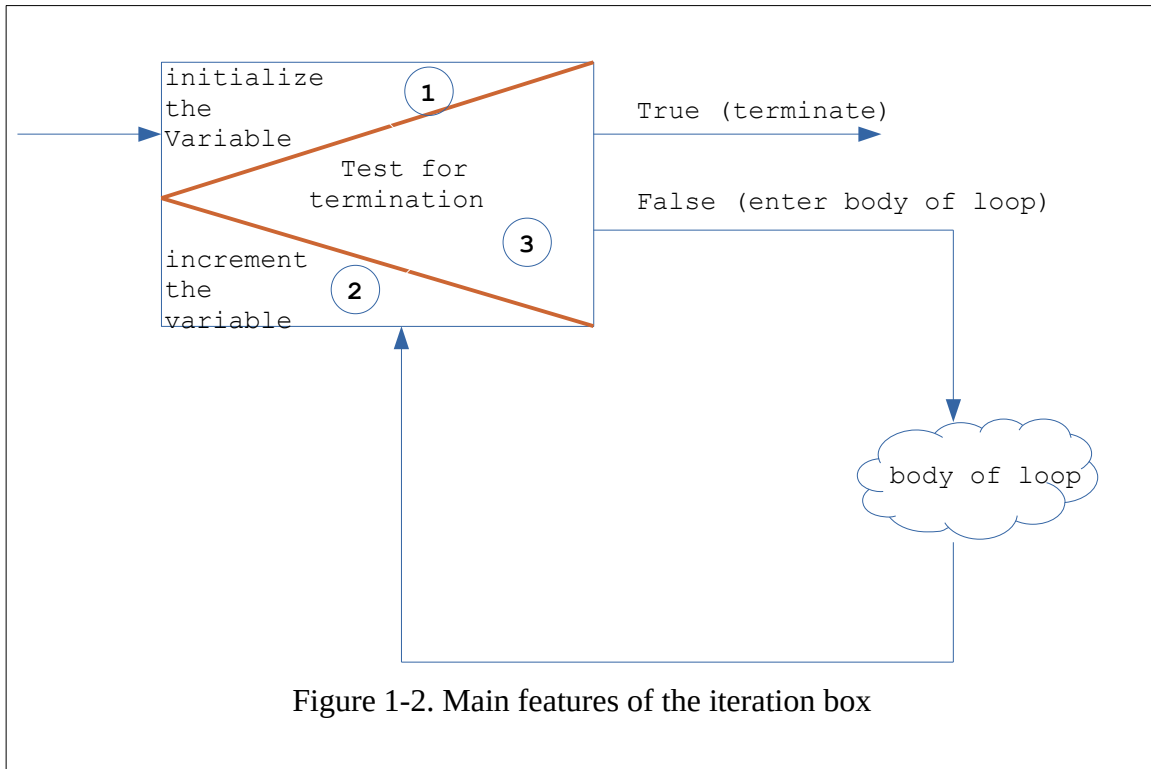 initialize
the
Variable
1
Test for
termination
3
increment
the
variable
2
True (terminate)
False (enter body of loop)
body of loop
Figure 1-2. Main features of the iteration box